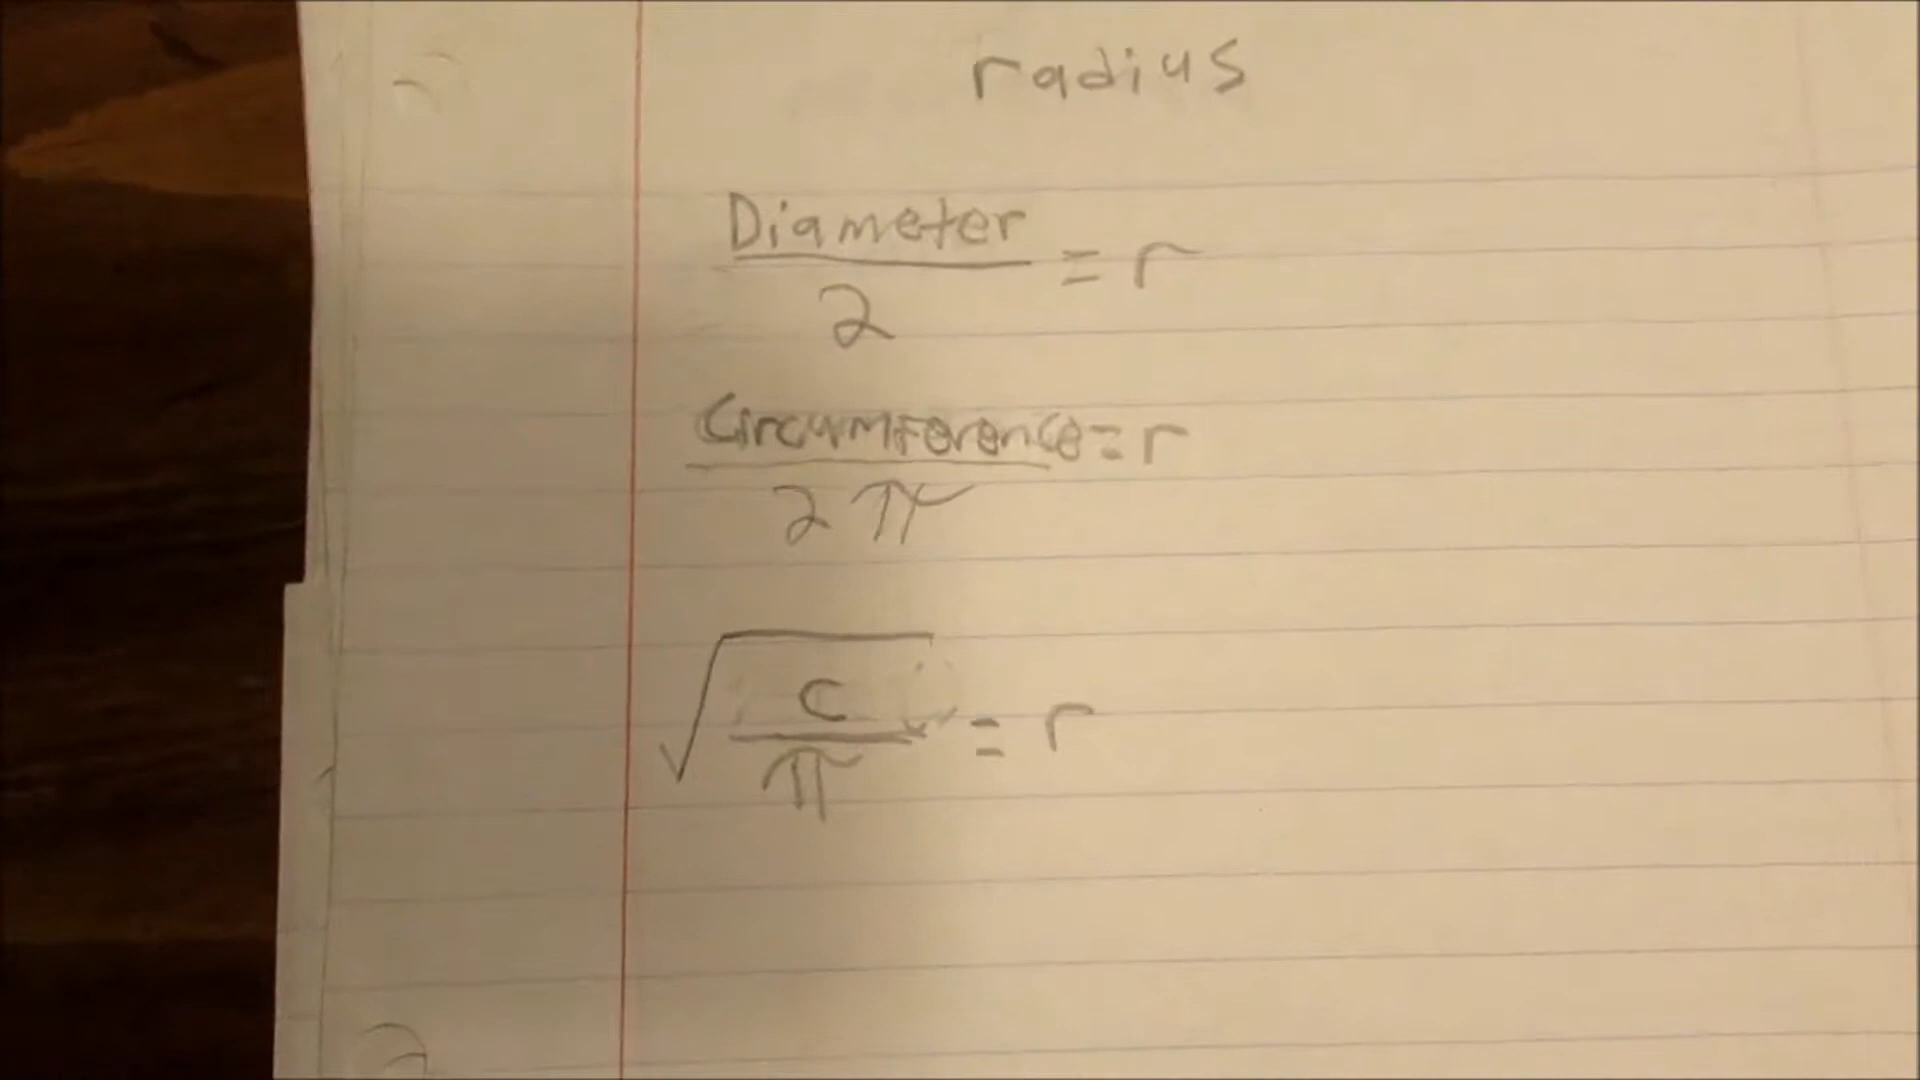 radius
Diameter
2
= r
Circumference = r
2π
√ C
π
= r